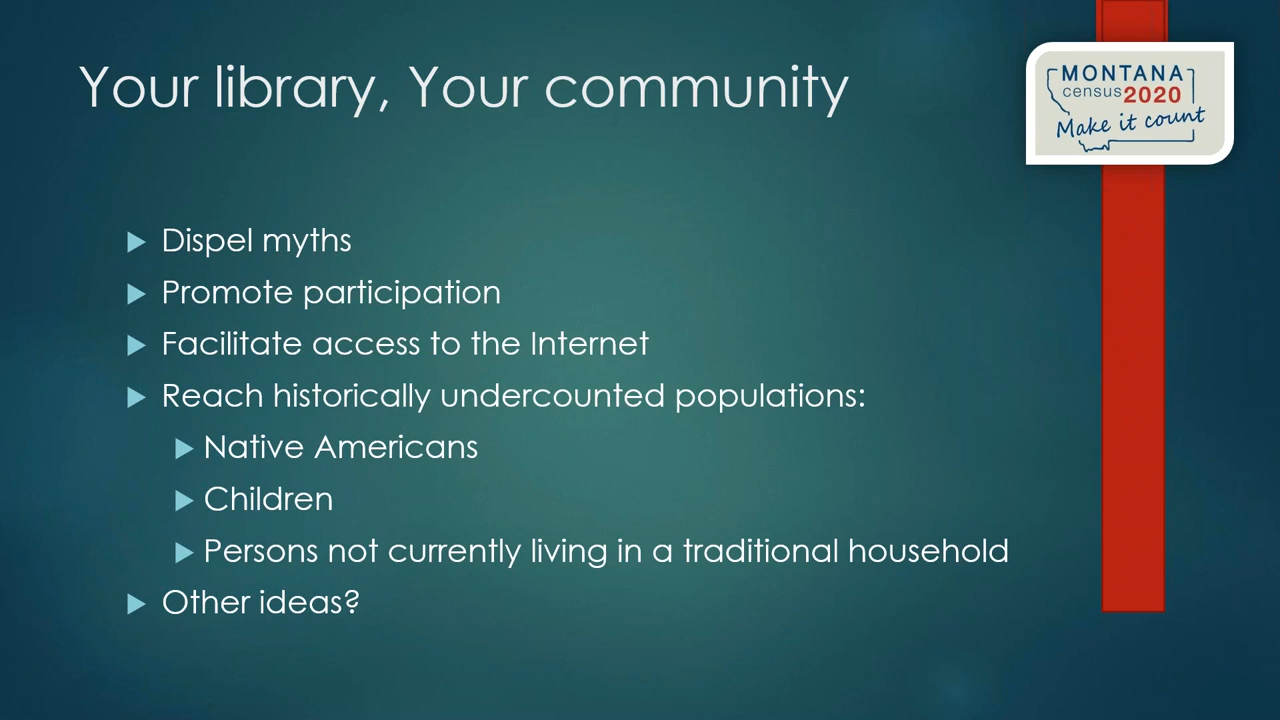 Your library, Your community
MONTANA
census2020
Make it count
Dispel myths
Promote participation
Facilitate access to the Internet
Reach historically undercounted populations:
Native Americans
Children
Persons not currently living in a traditional household
Other ideas?